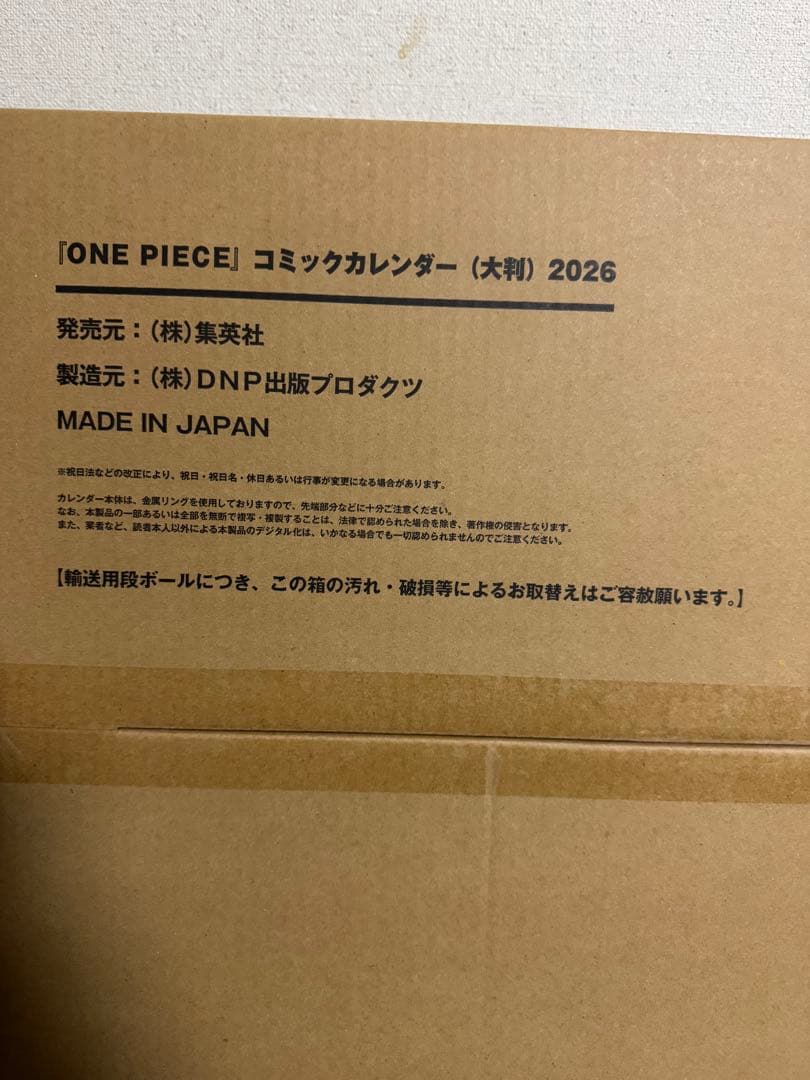 『ONE PIECE』コミックカレンダー（大判）2026
発売元：（株）集英社
製造元：（株）DNP出版プロダクツ
MADE IN JAPAN
※祝日法などの改正により、祝日・祝日名・休日あるいは行事が変更になる場合があります。
カレンダー本体は、金属リングを使用しておりますので、先端部分などに十分ご注意ください。
なお、本製品の一部あるいは全部を無断で複写・複製することは、法律で認められた場合を除き、著作権の侵害となります。
また、業者など、読者本人以外による本製品のデジタル化は、いかなる場合でも一切認められませんのでご注意ください。
【輸送用段ボールにつき、この箱の汚れ・破損等によるお取替えはご容赦願います。】